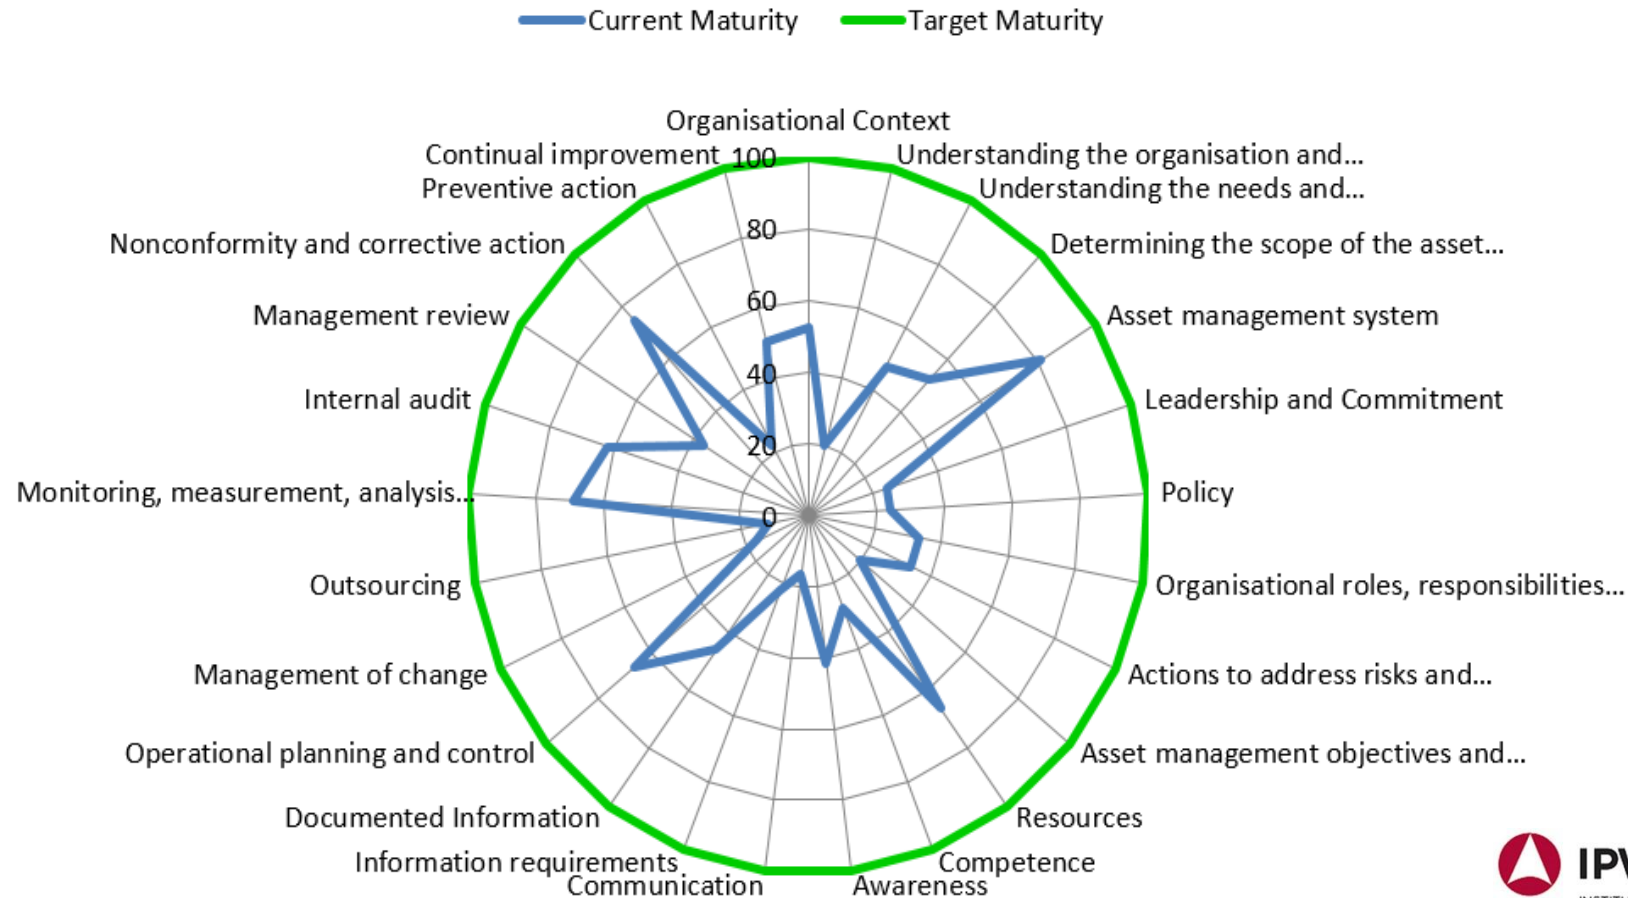 Current Maturity
Target Maturity
Organisational Context
Continual improvement
100
Understanding the organisation and...
Preventive action
Understanding the needs and...
80
Nonconformity and corrective action
Determining the scope of the asset...
60
Management review
Asset management system
40
Internal audit
Leadership and Commitment
20
Monitoring, measurement, analysis...
0
Policy
Outsourcing
Organisational roles, responsibilities...
Management of change
Actions to address risks and...
Operational planning and control
Asset management objectives and...
Documented Information
Resources
Information requirements
Competence
Communication
Awareness